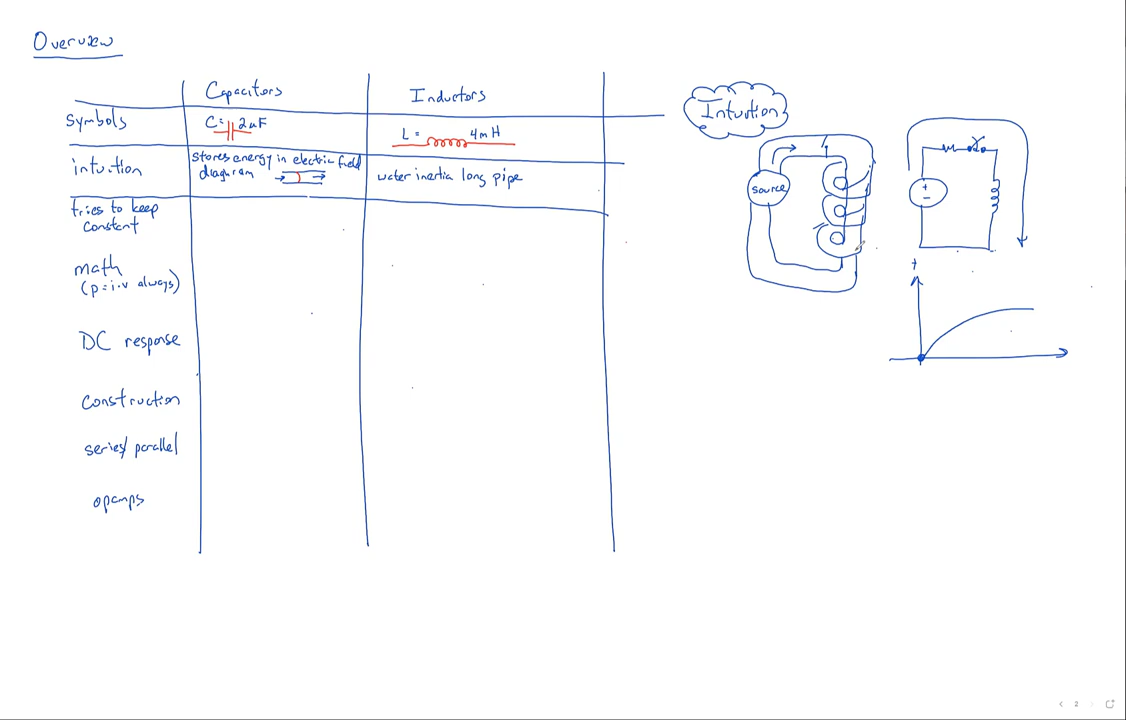 Overview
Capacitors
Inductors
Symbols
C= 2uF
L= 4mH
intuition
stores energy in electric field
diagram
water inertia long pipe
tries to keep
constant
math
(p=i·v always)
DC response
construction
series/parallel
opamps
Intuition
source
+
-
2